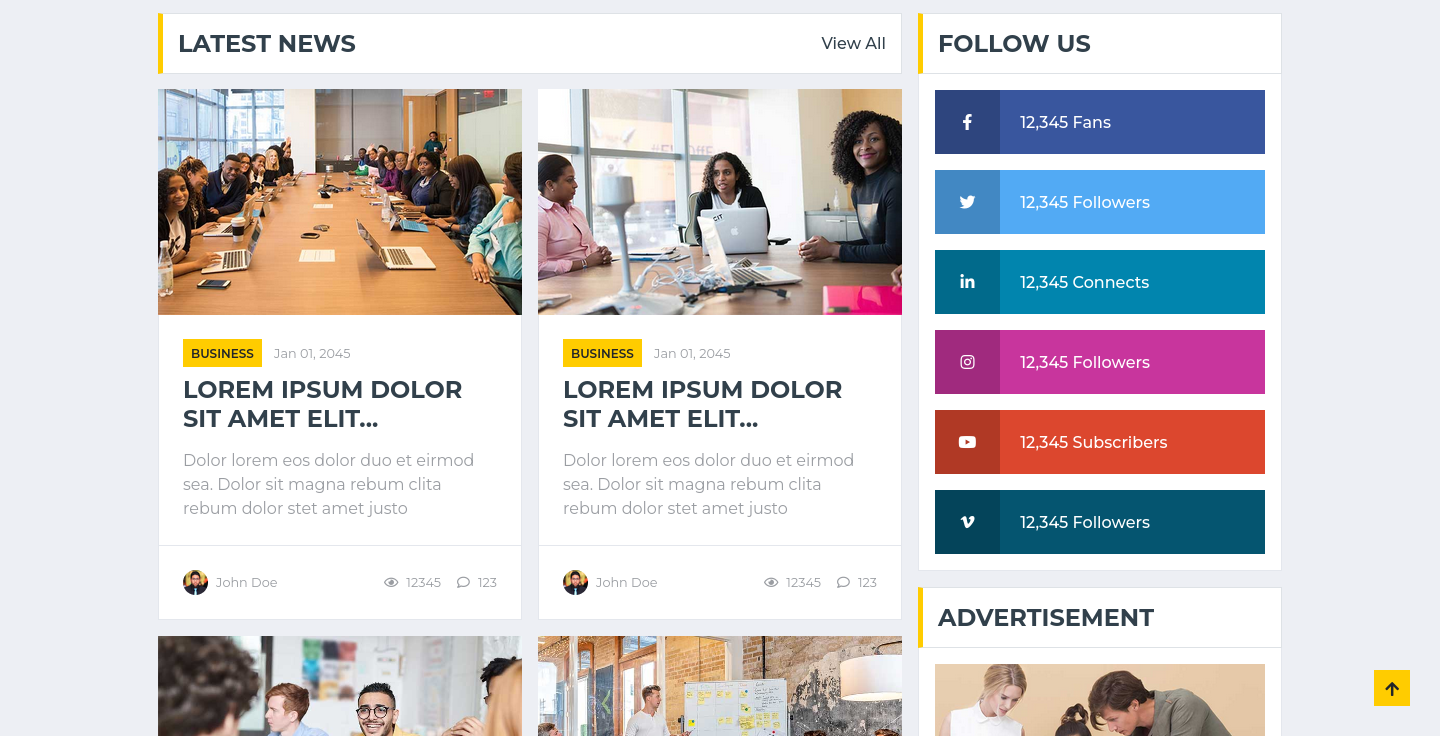 LATEST NEWS
View All
BUSINESS
Jan 01, 2045
LOREM IPSUM DOLOR
SIT AMET ELIT...
Dolor lorem eos dolor duo et eirmod
sea. Dolor sit magna rebum clita
rebum dolor stet amet justo
John Doe
12345
123
BUSINESS
Jan 01, 2045
LOREM IPSUM DOLOR
SIT AMET ELIT...
Dolor lorem eos dolor duo et eirmod
sea. Dolor sit magna rebum clita
rebum dolor stet amet justo
John Doe
12345
123
FOLLOW US
12,345 Fans
12,345 Followers
12,345 Connects
12,345 Followers
12,345 Subscribers
12,345 Followers
ADVERTISEMENT